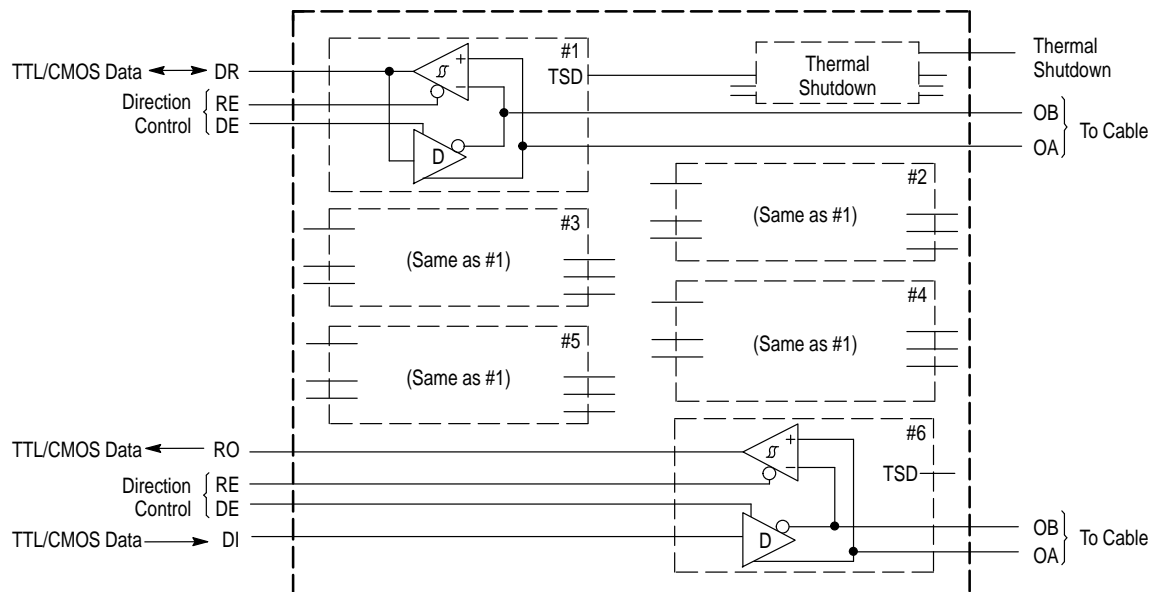 #1
TSD
TTL/CMOS Data
DR
Direction
Control
RE
DE
D
+
−
Thermal
Shutdown
Thermal
Shutdown
OB
OA
To Cable
#2
(Same as #1)
#3
(Same as #1)
#4
(Same as #1)
#5
(Same as #1)
#6
TSD
TTL/CMOS Data
RO
Direction
Control
RE
DE
TTL/CMOS Data
DI
+
−
D
OB
OA
To Cable